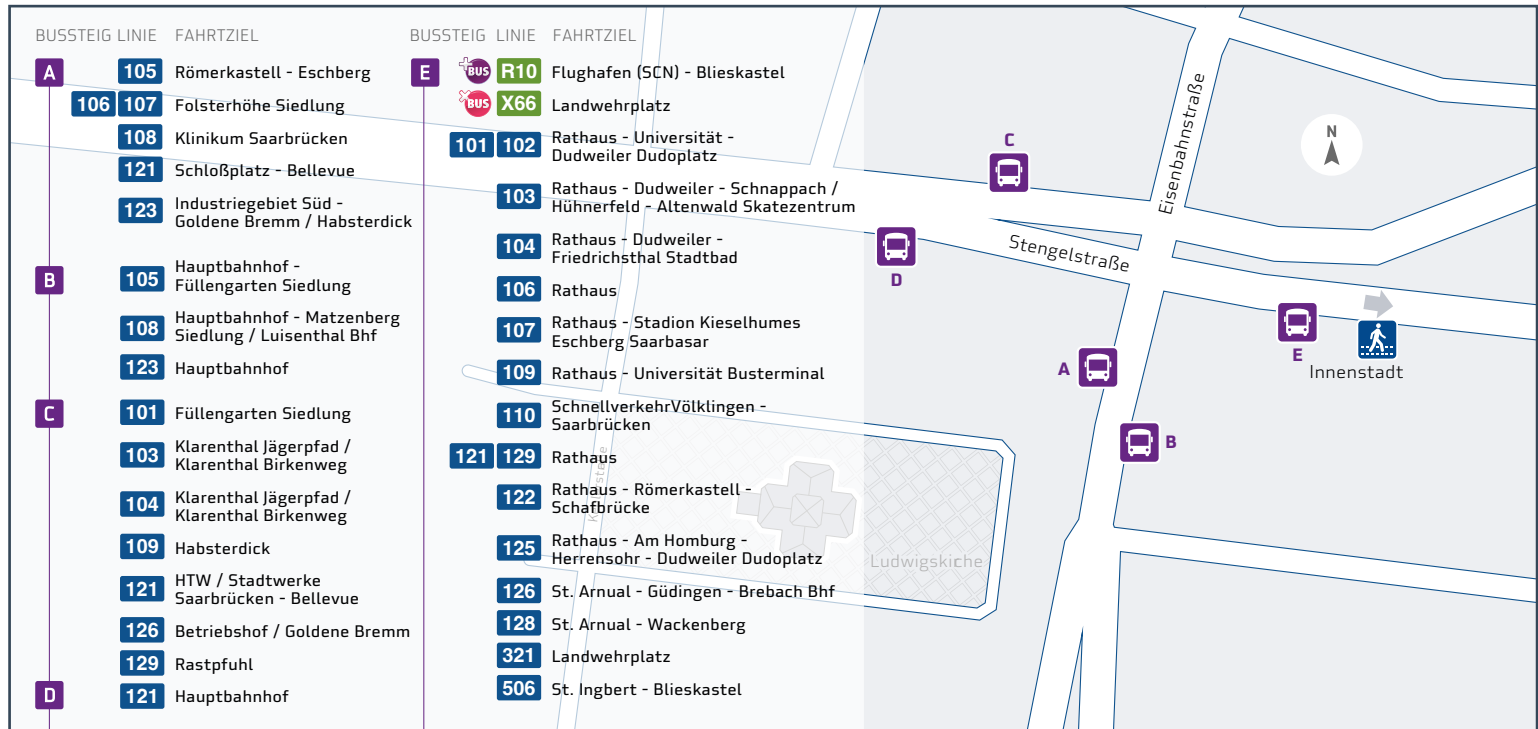 BUSSTEIG LINIE FAHRTZIEL
A 105 Römerkastell - Eschberg
106 107 Folsterhöhe Siedlung
108 Klinikum Saarbrücken
121 Schloßplatz - Bellevue
123 Industriegebiet Süd -
Goldene Bremm / Habsterdick
B 105 Hauptbahnhof -
Füllengarten Siedlung
108 Hauptbahnhof - Matzenberg
Siedlung / Luisenthal Bhf
123 Hauptbahnhof
C 101 Füllengarten Siedlung
103 Klarenthal Jägerpfad /
Klarenthal Birkenweg
104 Klarenthal Jägerpfad /
Klarenthal Birkenweg
109 Habsterdick
121 HTW / Stadtwerke
Saarbrücken - Bellevue
126 Betriebshof / Goldene Bremm
129 Rastpfuhl
D 121 Hauptbahnhof
BUSSTEIG LINIE FAHRTZIEL
E +BUS R10 Flughafen (SCN) - Blieskastel
xBUS X66 Landwehrplatz
101 102 Rathaus - Universität -
Dudweiler Dudoplatz
103 Rathaus - Dudweiler - Schnappach /
Hühnerfeld - Altenwald Skatezentrum
104 Rathaus - Dudweiler -
Friedrichsthal Stadtbad
106 Rathaus
107 Rathaus - Stadion Kieselhumes
Eschberg Saarbasar
109 Rathaus - Universität Busterminal
110 SchnellverkehrVölklingen -
Saarbrücken
121 129 Rathaus
122 Rathaus - Römerkastell -
Schafbrücke
125 Rathaus - Am Homburg -
Herrensohr - Dudweiler Dudoplatz
126 St. Arnual - Güdingen - Brebach Bhf
128 St. Arnual - Wackenberg
321 Landwehrplatz
506 St. Ingbert - Blieskastel
C
N
Eisenbahnstraße
Stengelstraße
D
E
A
Innenstadt
B
Ludwigskiche